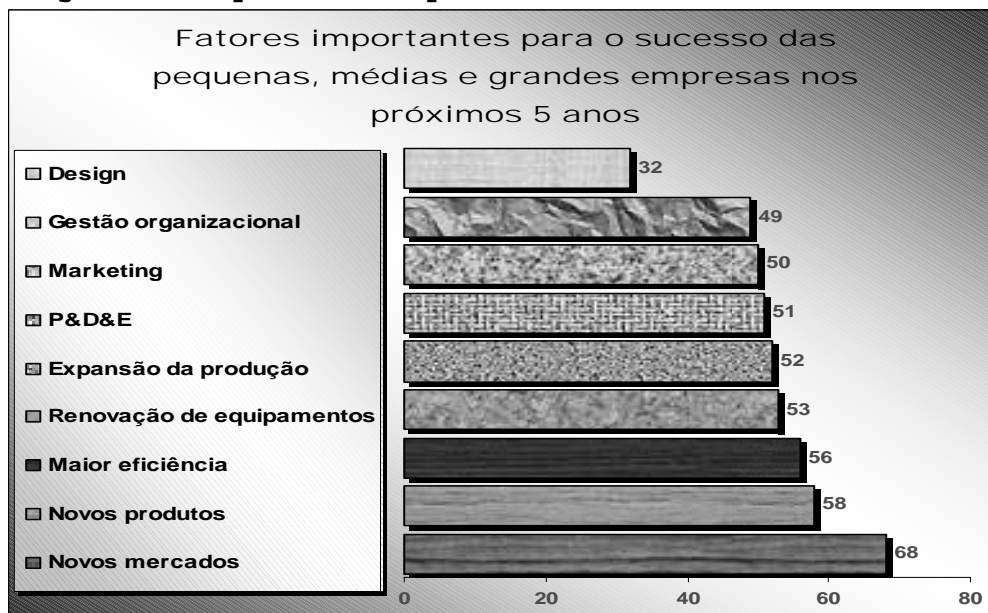 Fatores importantes para o sucesso das
pequenas, médias e grandes empresas nos
próximos 5 anos
Design
32
Gestão organizacional
49
Marketing
50
P&D&E
51
Expansão da produção
52
Renovação de equipamentos
53
Maior eficiência
56
Novos produtos
58
Novos mercados
68
0 20 40 60 80